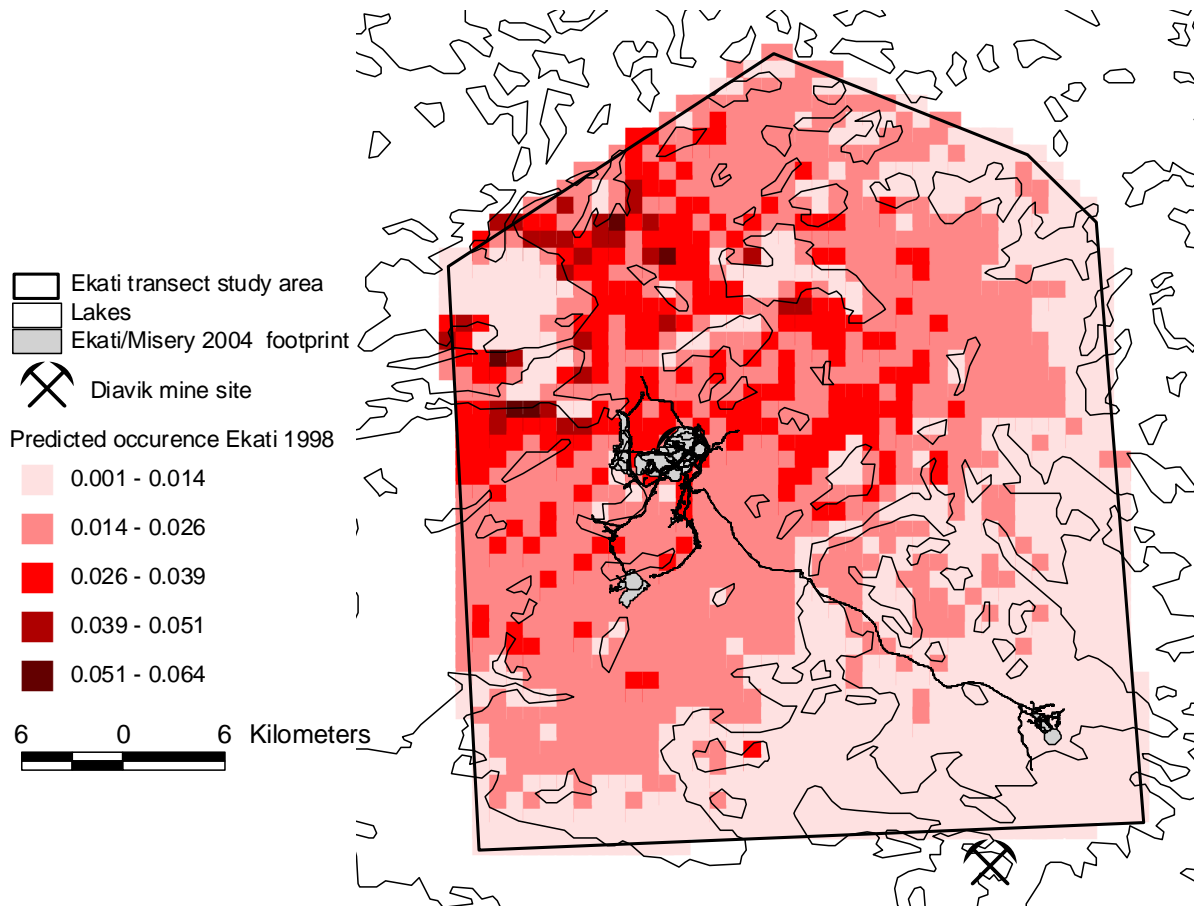 Ekati transect study area
Lakes
Ekati/Misery 2004 footprint
Diavik mine site
Predicted occurence Ekati 1998
0.001 - 0.014
0.014 - 0.026
0.026 - 0.039
0.039 - 0.051
0.051 - 0.064
6 0 6 Kilometers